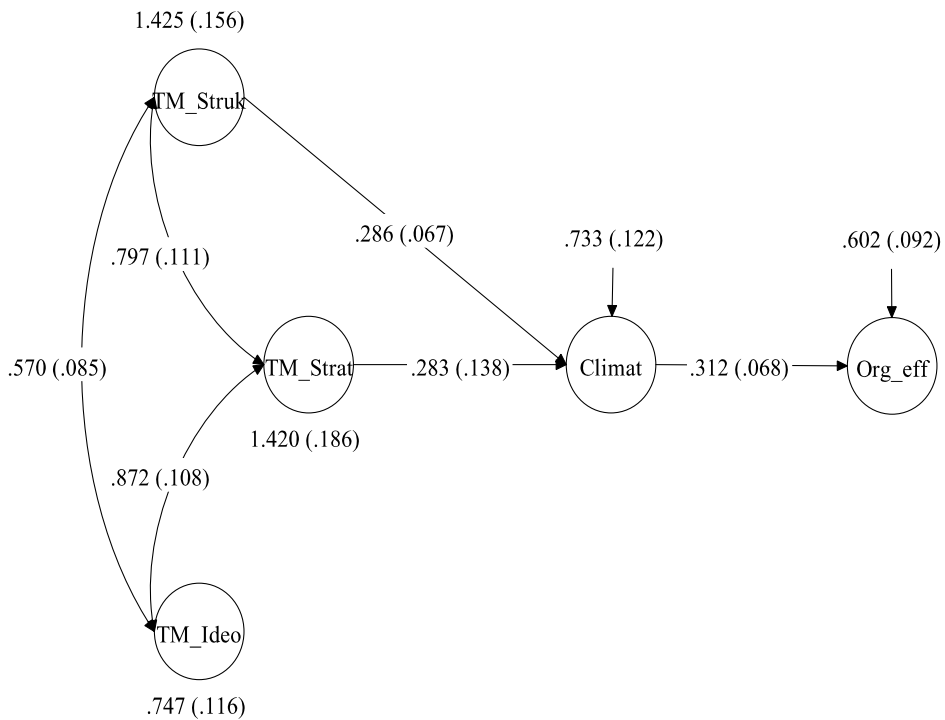 1.425 (.156)
TM_Struk
.286 (.067)
.733 (.122)
.602 (.092)
.797 (.111)
.570 (.085)
TM_Strat
.283 (.138)
Climat
.312 (.068)
Org_eff
1.420 (.186)
.872 (.108)
TM_Ideo
.747 (.116)